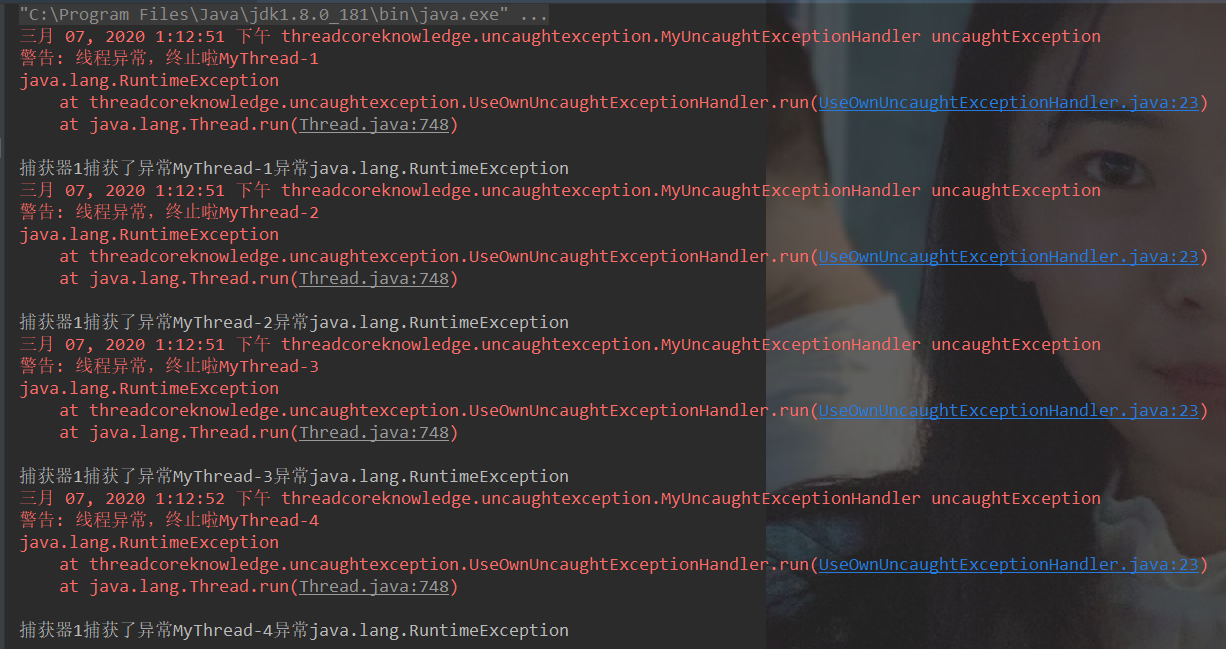 "C:\Program Files\Java\jdk1.8.0_181\bin\java.exe" ...
三月 07, 2020 1:12:51 下午 threadcoreknowledge.uncaughtexception.MyUncaughtExceptionHandler uncaughtException
警告: 线程异常，终止啦MyThread-1
java.lang.RuntimeException
    at threadcoreknowledge.uncaughtexception.UseOwnUncaughtExceptionHandler.run(UseOwnUncaughtExceptionHandler.java:23)
    at java.lang.Thread.run(Thread.java:748)

捕获器1捕获了异常MyThread-1异常java.lang.RuntimeException
三月 07, 2020 1:12:51 下午 threadcoreknowledge.uncaughtexception.MyUncaughtExceptionHandler uncaughtException
警告: 线程异常，终止啦MyThread-2
java.lang.RuntimeException
    at threadcoreknowledge.uncaughtexception.UseOwnUncaughtExceptionHandler.run(UseOwnUncaughtExceptionHandler.java:23)
    at java.lang.Thread.run(Thread.java:748)

捕获器1捕获了异常MyThread-2异常java.lang.RuntimeException
三月 07, 2020 1:12:51 下午 threadcoreknowledge.uncaughtexception.MyUncaughtExceptionHandler uncaughtException
警告: 线程异常，终止啦MyThread-3
java.lang.RuntimeException
    at threadcoreknowledge.uncaughtexception.UseOwnUncaughtExceptionHandler.run(UseOwnUncaughtExceptionHandler.java:23)
    at java.lang.Thread.run(Thread.java:748)

捕获器1捕获了异常MyThread-3异常java.lang.RuntimeException
三月 07, 2020 1:12:52 下午 threadcoreknowledge.uncaughtexception.MyUncaughtExceptionHandler uncaughtException
警告: 线程异常，终止啦MyThread-4
java.lang.RuntimeException
    at threadcoreknowledge.uncaughtexception.UseOwnUncaughtExceptionHandler.run(UseOwnUncaughtExceptionHandler.java:23)
    at java.lang.Thread.run(Thread.java:748)

捕获器1捕获了异常MyThread-4异常java.lang.RuntimeException